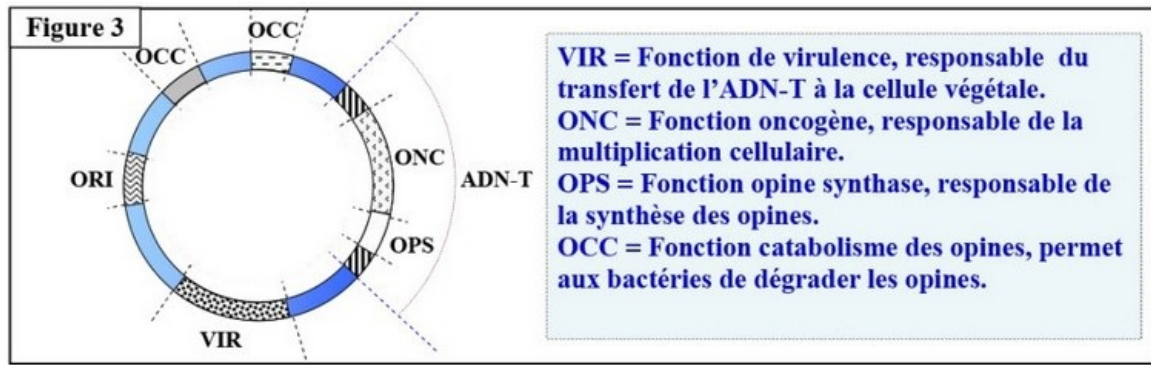 Figure 3
OCC
OCC
ORI
ONC
ADN-T
OPS
VIR
VIR = Fonction de virulence, responsable du
transfert de l'ADN-T à la cellule végétale.
ONC = Fonction oncogène, responsable de la
multiplication cellulaire.
OPS = Fonction opine synthase, responsable de
la synthèse des opines.
OCC = Fonction catabolisme des opines, permet
aux bactéries de dégrader les opines.